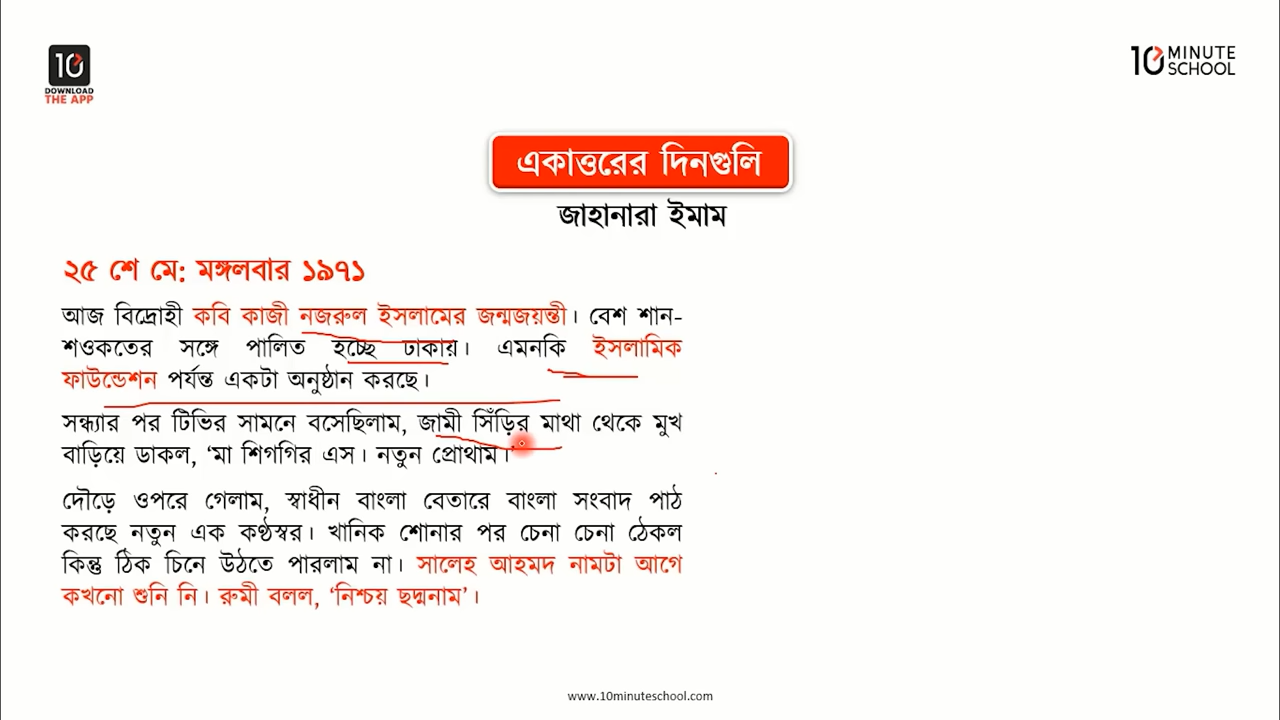 10
DOWNLOAD
THE APP
10 MINUTE
SCHOOL
একাত্তরের দিনগুলি
জাহানারা ইমাম
২৫ শে মে: মঙ্গলবার ১৯৭১
আজ বিদ্রোহী কবি কাজী নজরুল ইসলামের জন্মজয়ন্তী। বেশ শান-
শওকতের সঙ্গে পালিত হচ্ছে ঢাকায়। এমনকি ইসলামিক
ফাউন্ডেশন পর্যন্ত একটা অনুষ্ঠান করছে।
সন্ধ্যার পর টিভির সামনে বসেছিলাম, জামী সিঁড়ির মাথা থেকে মুখ
বাড়িয়ে ডাকল, ‘মা শিগগির এস। নতুন প্রোথাম।’
দৌড়ে ওপরে গেলাম, স্বাধীন বাংলা বেতারে বাংলা সংবাদ পাঠ
করছে নতুন এক কণ্ঠস্বর। খানিক শোনার পর চেনা চেনা ঠেকল
কিন্তু ঠিক চিনে উঠতে পারলাম না। সালেহ আহমদ নামটা আগে
কখনো শুনি নি। রুমী বলল, ‘নিশ্চয় ছদ্মনাম’।
www.10minuteschool.com